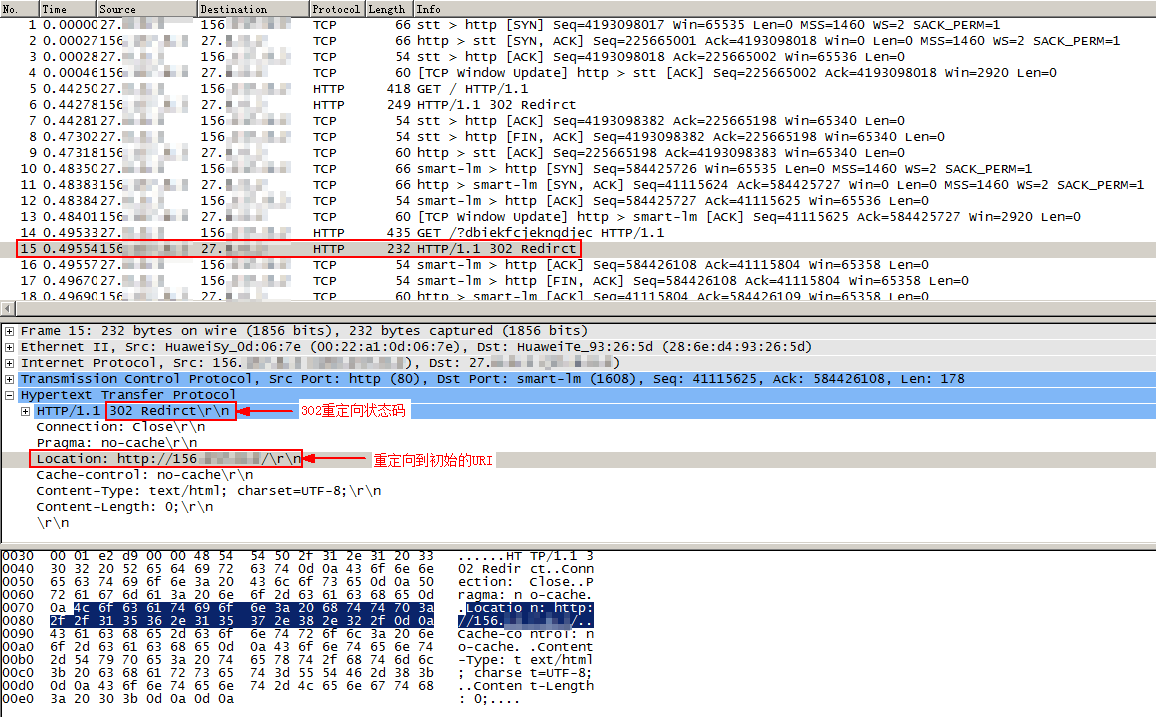 No. Time Source Destination Protocol Length Info
1 0.00000 27. 156 TCP 66 stt > http [SYN] Seq=4193098017 Win=65535 Len=0 MSS=1460 WS=2 SACK_PERM=1
2 0.00027 156 27. TCP 66 http > stt [SYN, ACK] Seq=225665001 Ack=4193098018 Win=0 Len=0 MSS=1460 WS=2 SACK_PERM=1
3 0.00028 27. 156 TCP 54 stt > http [ACK] Seq=4193098018 Ack=225665002 Win=65536 Len=0
4 0.00046 156 27. TCP 60 [TCP Window Update] http > stt [ACK] Seq=225665002 Ack=4193098018 Win=2920 Len=0
5 0.44250 27. 156 HTTP 418 GET / HTTP/1.1
6 0.44278 156 27. HTTP 249 HTTP/1.1 302 Redirct
7 0.44281 27. 156 TCP 54 stt > http [ACK] Seq=4193098382 Ack=225665198 Win=65340 Len=0
8 0.47302 27. 156 TCP 54 stt > http [FIN, ACK] Seq=4193098382 Ack=225665198 Win=65340 Len=0
9 0.47318 156 27. TCP 60 http > stt [ACK] Seq=225665198 Ack=4193098383 Win=65340 Len=0
10 0.48350 27. 156 TCP 66 smart-lm > http [SYN] Seq=584425726 Win=65535 Len=0 MSS=1460 WS=2 SACK_PERM=1
11 0.48383 156 27. TCP 66 http > smart-lm [SYN, ACK] Seq=41115624 Ack=584425727 Win=0 Len=0 MSS=1460 WS=2 SACK_PERM=1
12 0.48384 27. 156 TCP 54 smart-lm > http [ACK] Seq=584425727 Ack=41115625 Win=65536 Len=0
13 0.48401 156 27. TCP 60 [TCP Window Update] http > smart-lm [ACK] Seq=41115625 Ack=584425727 Win=2920 Len=0
14 0.49533 27. 156 HTTP 435 GET /?dbiekfcjeknqdjec HTTP/1.1
15 0.49554 156 27. HTTP 232 HTTP/1.1 302 Redirct
16 0.49557 27. 156 TCP 54 smart-lm > http [ACK] Seq=584426108 Ack=41115804 Win=65358 Len=0
17 0.49670 27. 156 TCP 54 smart-lm > http [FIN, ACK] Seq=584426108 Ack=41115804 Win=65358 Len=0
18 0.49690 156 27. TCP 60 http > smart-lm [ACK] Seq=41115804 Ack=584426109 Win=65358 Len=0
Frame 15: 232 bytes on wire (1856 bits), 232 bytes captured (1856 bits)
Ethernet II, Src: HuaweiSy_0d:06:7e (00:22:a1:0d:06:7e), Dst: HuaweiTe_93:26:5d (28:6e:d4:93:26:5d)
Internet Protocol, Src: 156. ), Dst: 27. )
Transmission Control Protocol, Src Port: http (80), Dst Port: smart-lm (1608), Seq: 41115625, Ack: 584426108, Len: 178
Hypertext Transfer Protocol
HTTP/1.1 302 Redirct\r\n 302重定向状态码
Connection: Close\r\n
Pragma: no-cache\r\n
Location: http://156. /\r\n 重定向到初始的URI
Cache-control: no-cache\r\n
Content-Type: text/html; charset=UTF-8;\r\n
Content-Length: 0;\r\n
\r\n
0030 00 01 e2 d9 00 00 48 54 54 50 2f 31 2e 31 20 33 ......HT TP/1.1 3
0040 30 32 20 52 65 64 69 72 63 74 0d 0a 43 6f 6e 6e 02 Redir ct..Conn
0050 65 63 74 69 6f 6e 3a 20 43 6c 6f 73 65 0d 0a 50 ection: Close..P
0060 72 61 67 6d 61 3a 20 6e 6f 2d 63 61 63 68 65 0d ragma: n o-cache.
0070 0a 4c 6f 63 61 74 69 6f 6e 3a 20 68 74 74 70 3a .Locatio n: http:
0080 2f 2f 31 35 36 2e 31 35 37 2e 38 2e 32 2f 0d 0a //156. /..
0090 43 61 63 68 65 2d 63 6f 6e 74 72 6f 6c 3a 20 6e Cache-co ntrol: n
00a0 6f 2d 63 61 63 68 65 0d 0a 43 6f 6e 74 65 6e 74 o-cache. .Content
00b0 2d 54 79 70 65 3a 20 74 65 78 74 2f 68 74 6d 6c -Type: t ext/html
00c0 3b 20 63 68 61 72 73 65 74 3d 55 54 46 2d 38 3b ; charse t=UTF-8;
00d0 0d 0a 43 6f 6e 74 65 6e 74 2d 4c 65 6e 67 74 68 ..Conten t-Length
00e0 3a 20 30 3b 0d 0a 0d 0a : 0;....